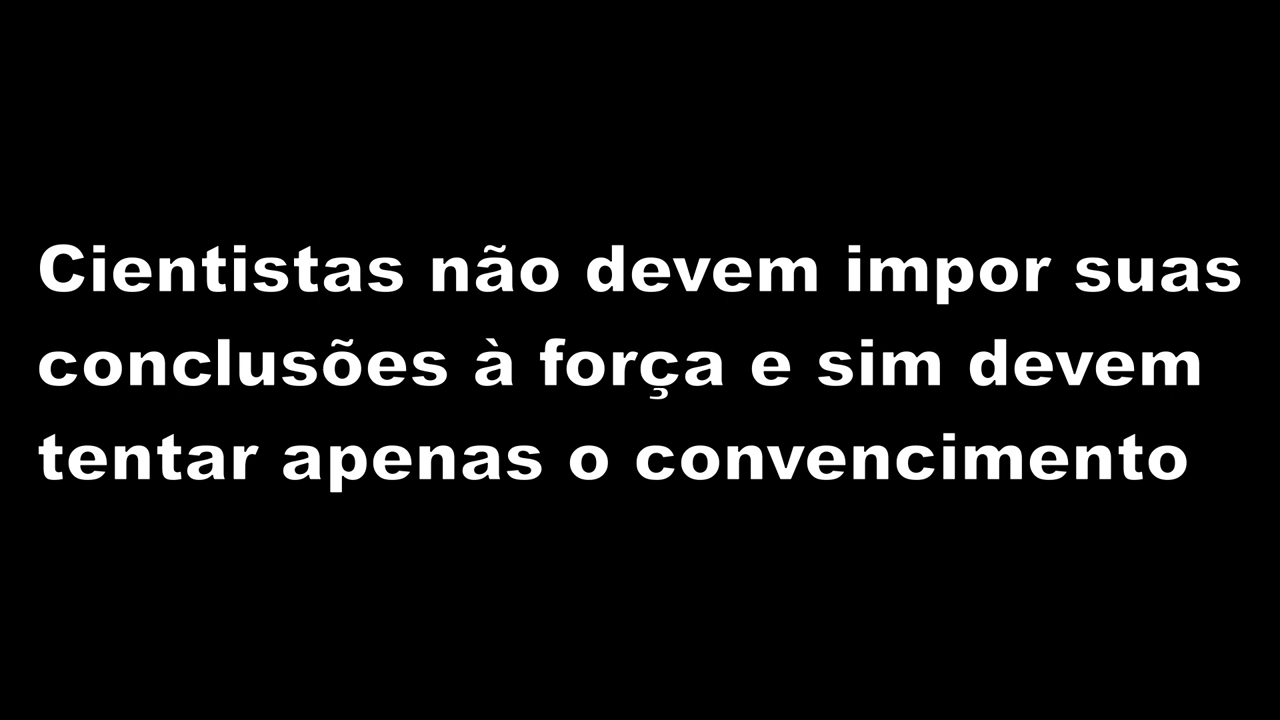 Cientistas não devem impor suas
conclusões à força e sim devem
tentar apenas o convencimento